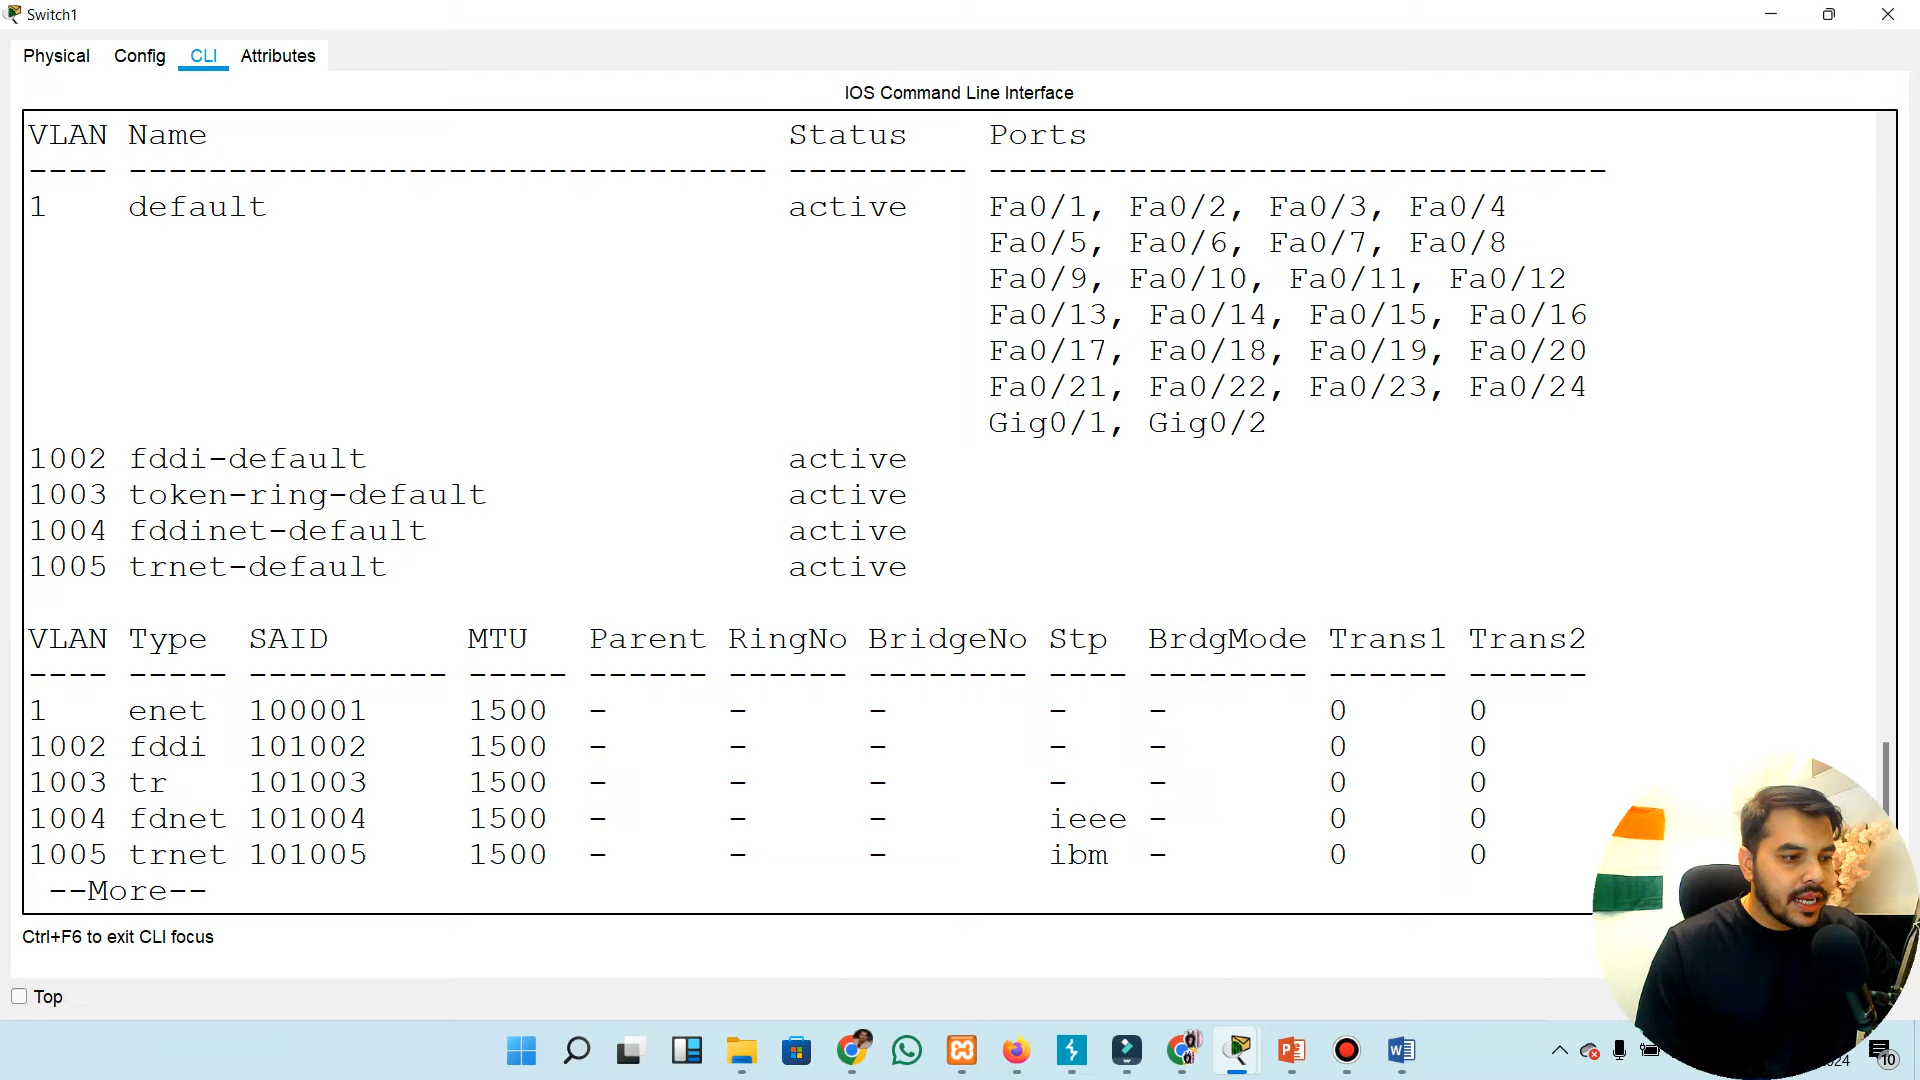 Switch1
Physical Config CLI Attributes
IOS Command Line Interface
VLAN Name Status Ports
---- -------------------------------- --------- -------------------------------
1 default active Fa0/1, Fa0/2, Fa0/3, Fa0/4
Fa0/5, Fa0/6, Fa0/7, Fa0/8
Fa0/9, Fa0/10, Fa0/11, Fa0/12
Fa0/13, Fa0/14, Fa0/15, Fa0/16
Fa0/17, Fa0/18, Fa0/19, Fa0/20
Fa0/21, Fa0/22, Fa0/23, Fa0/24
Gig0/1, Gig0/2
1002 fddi-default active
1003 token-ring-default active
1004 fddinet-default active
1005 trnet-default active
VLAN Type SAID MTU Parent RingNo BridgeNo Stp BrdgMode Trans1 Trans2
---- ----- ---------- ----- ------ ------ -------- ---- -------- ------ ------
1 enet 100001 1500 - - - - - 0 0
1002 fddi 101002 1500 - - - - - 0 0
1003 tr 101003 1500 - - - - - 0 0
1004 fdnet 101004 1500 - - - ieee - 0 0
1005 trnet 101005 1500 - - - ibm - 0 0
--More--
Ctrl+F6 to exit CLI focus
Top
10